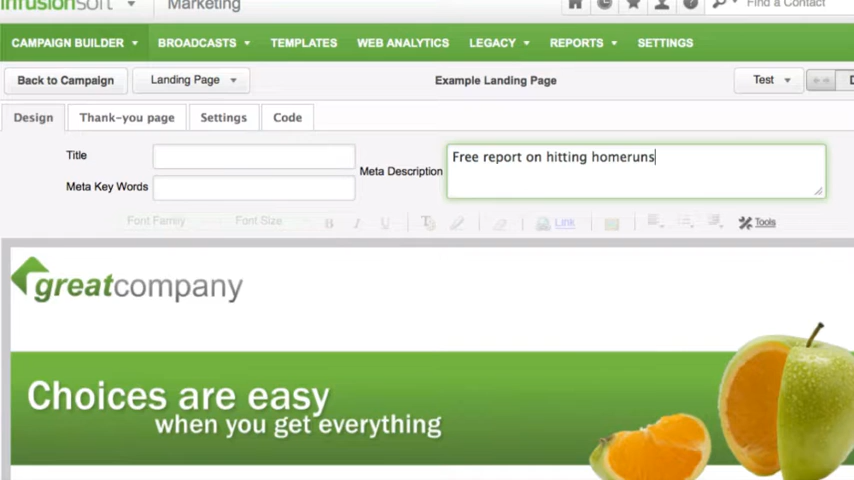 infusionsoft Marketing Find a Contact
CAMPAIGN BUILDER BROADCASTS TEMPLATES WEB ANALYTICS LEGACY REPORTS SETTINGS
Back to Campaign Landing Page Example Landing Page Test
Design Thank-you page Settings Code
Title
Meta Key Words
Meta Description Free report on hitting homeruns
Font Family Font Size B I U Link Tools
greatcompany
Choices are easy
when you get everything